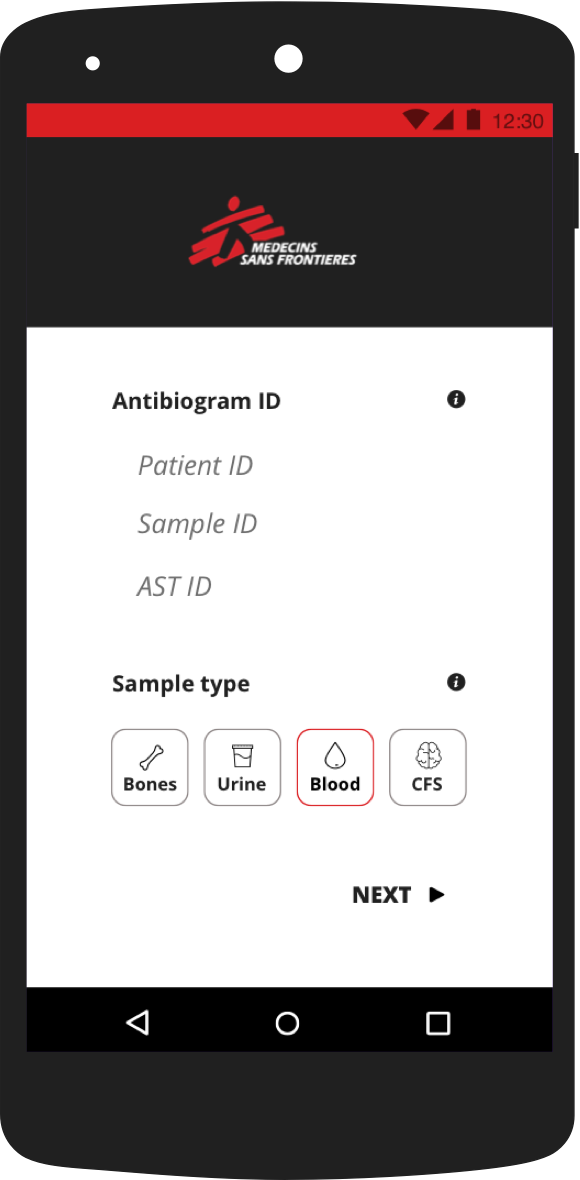 12:30
MEDECINS
SANS FRONTIERES
Antibiogram ID
Patient ID
Sample ID
AST ID
Sample type
Bones Urine Blood CFS
NEXT